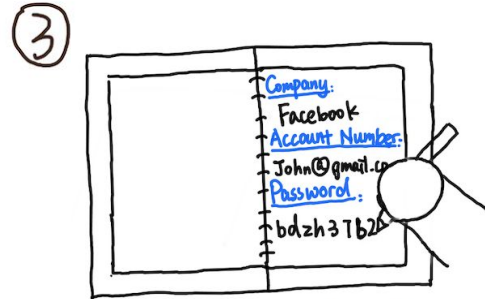 3
Company:
Facebook
Account Number:
John@gmail.co
Password:
bdzh37b2